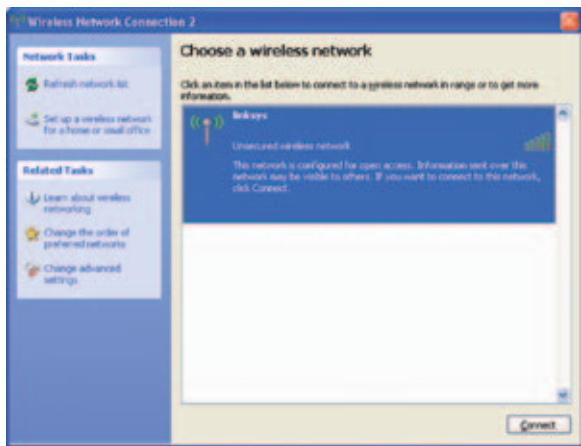 Wireless Network Connection 2
Network Tasks
Refresh network list
Set up a wireless network
for a home or small office
Related Tasks
Learn about wireless
networking
Change the order of
preferred networks
Change advanced
settings
Choose a wireless network
Click an item in the list below to connect to a wireless network in range or to get more
information.
linksys
Unsecured wireless network
This network is configured for open access. Information sent over this
network may be visible to others. If you want to connect to this network,
click Connect.
Connect